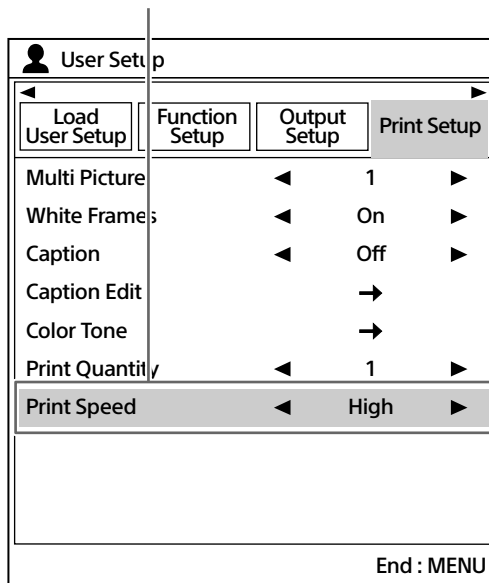 User Setup
◀ ▶
Load User Setup
Function Setup
Output Setup
Print Setup
Multi Picture ◀ 1 ▶
White Frames ◀ On ▶
Caption ◀ Off ▶
Caption Edit →
Color Tone →
Print Quantity ◀ 1 ▶
Print Speed ◀ High ▶
End : MENU